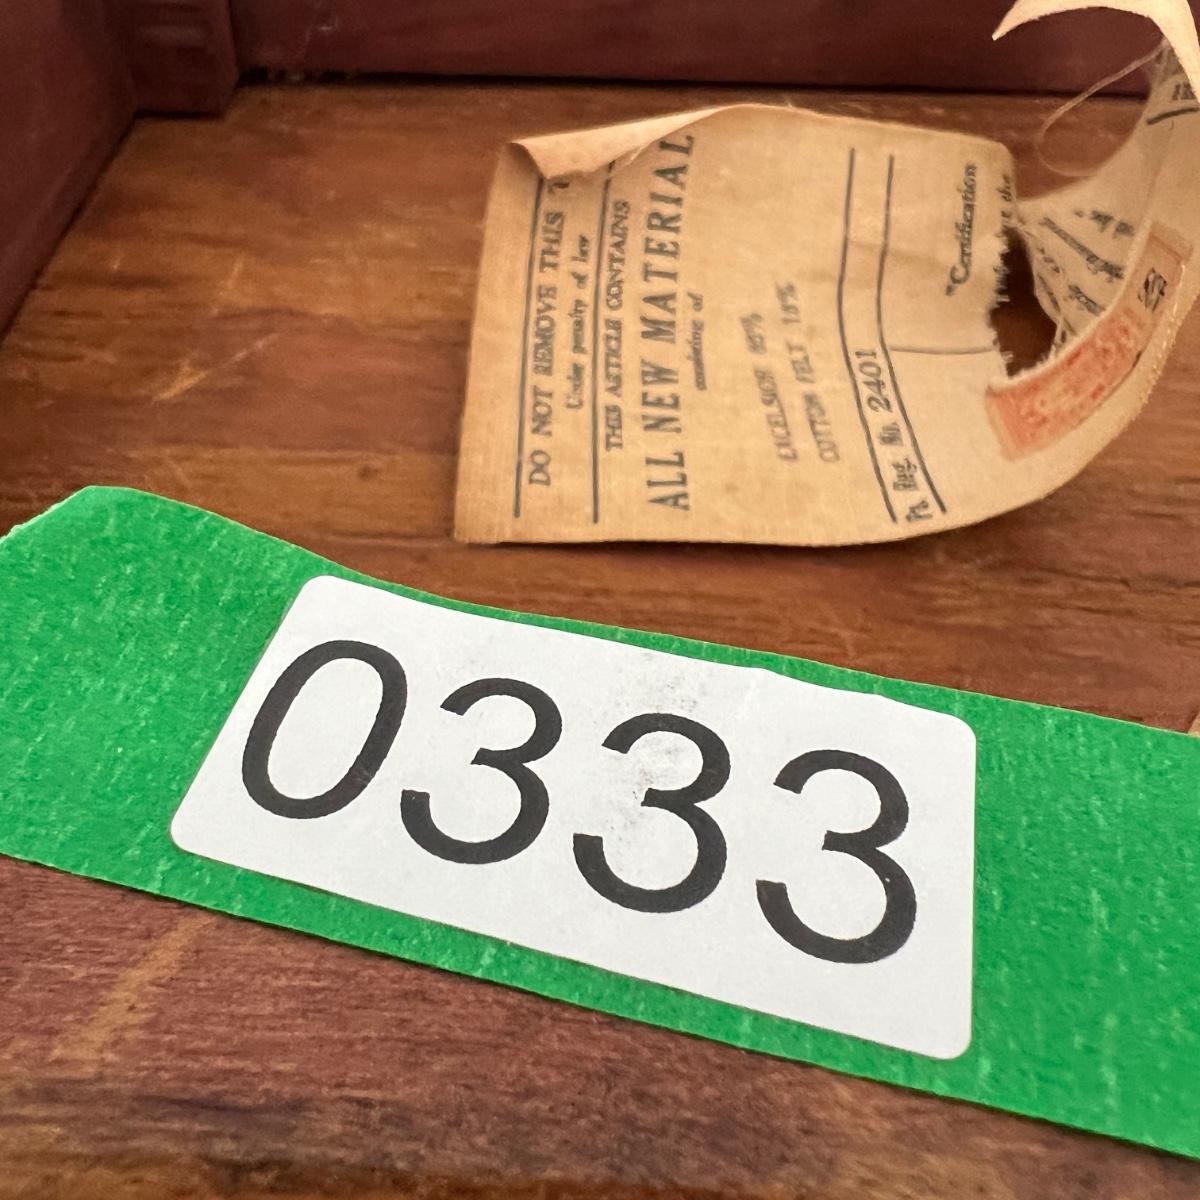 DO NOT REMOVE THIS
Under penalty of law
THIS ARTICLE CONTAINS
ALL NEW MATERIAL
consisting of
EXCELSIOR
COTTON FELT
Pa. Reg. No. 2401
"Certification
0333